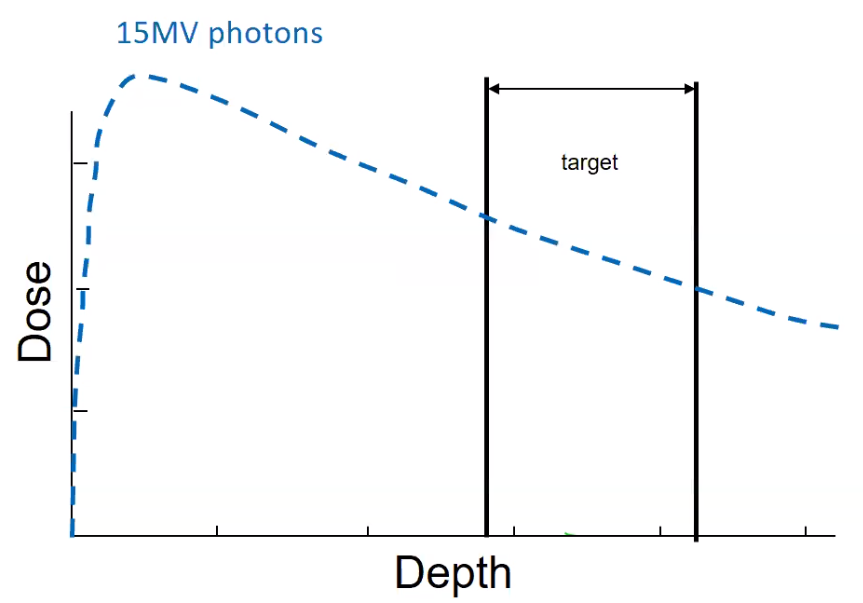 15MV photons
target
Dose
Depth